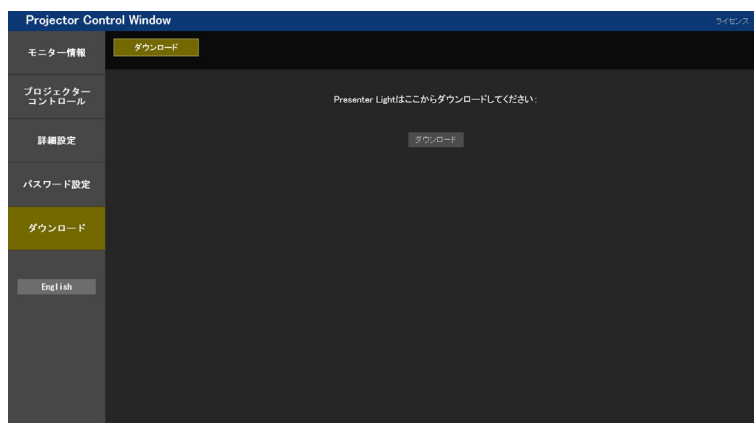 Projector Control Window
ライセンス
モニター情報
ダウンロード
プロジェクター
コントロール
Presenter Lightはここからダウンロードしてください:
詳細設定
ダウンロード
パスワード設定
ダウンロード
English